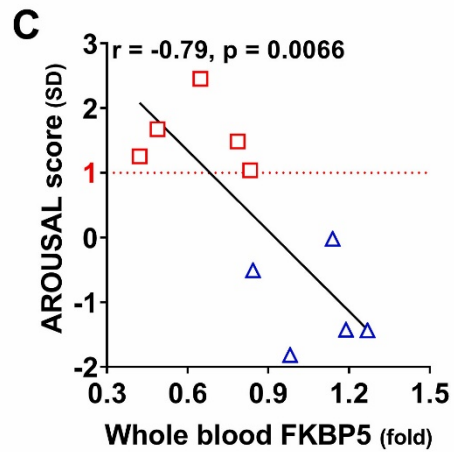 C
r = -0.79, p = 0.0066
AROUSAL score (SD)
3
2
1
0
-1
-2
0.3 0.6 0.9 1.2 1.5
Whole blood FKBP5 (fold)